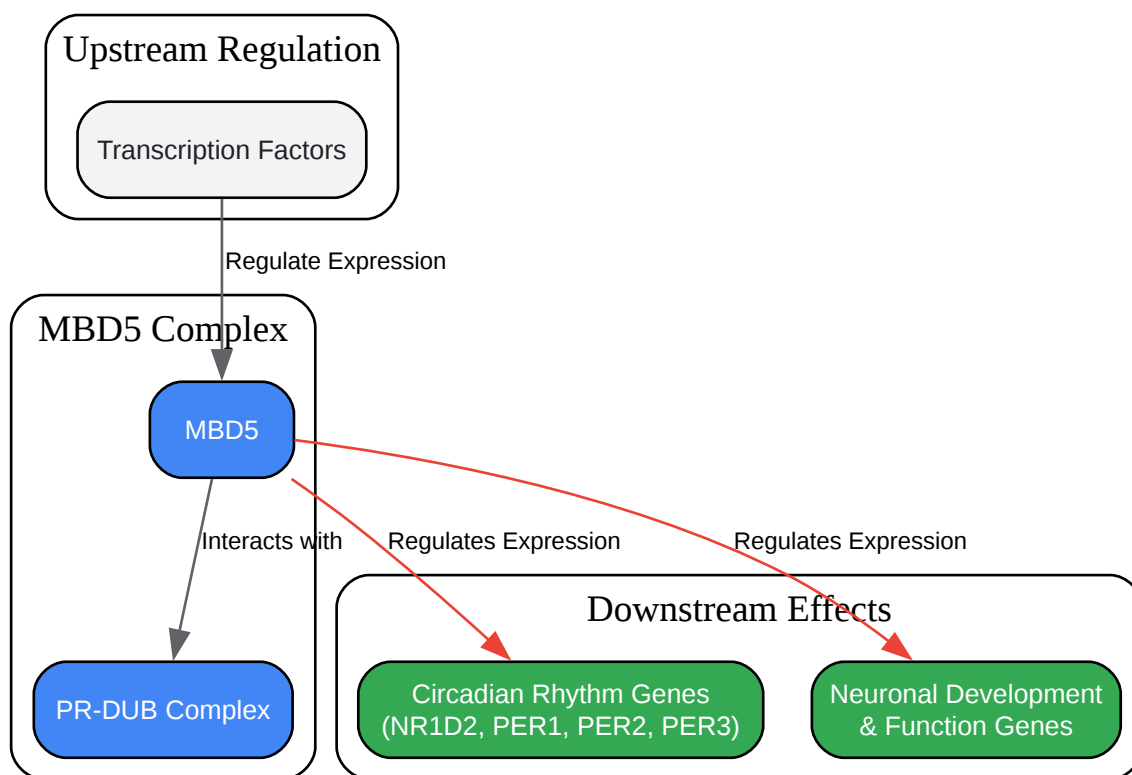 Upstream Regulation
Transcription Factors
Regulate Expression
MBD5 Complex
MBD5
Interacts with
Regulates Expression
Regulates Expression
Downstream Effects
PR-DUB Complex
Circadian Rhythm Genes
(NR1D2, PER1, PER2, PER3)
Neuronal Development
& Function Genes